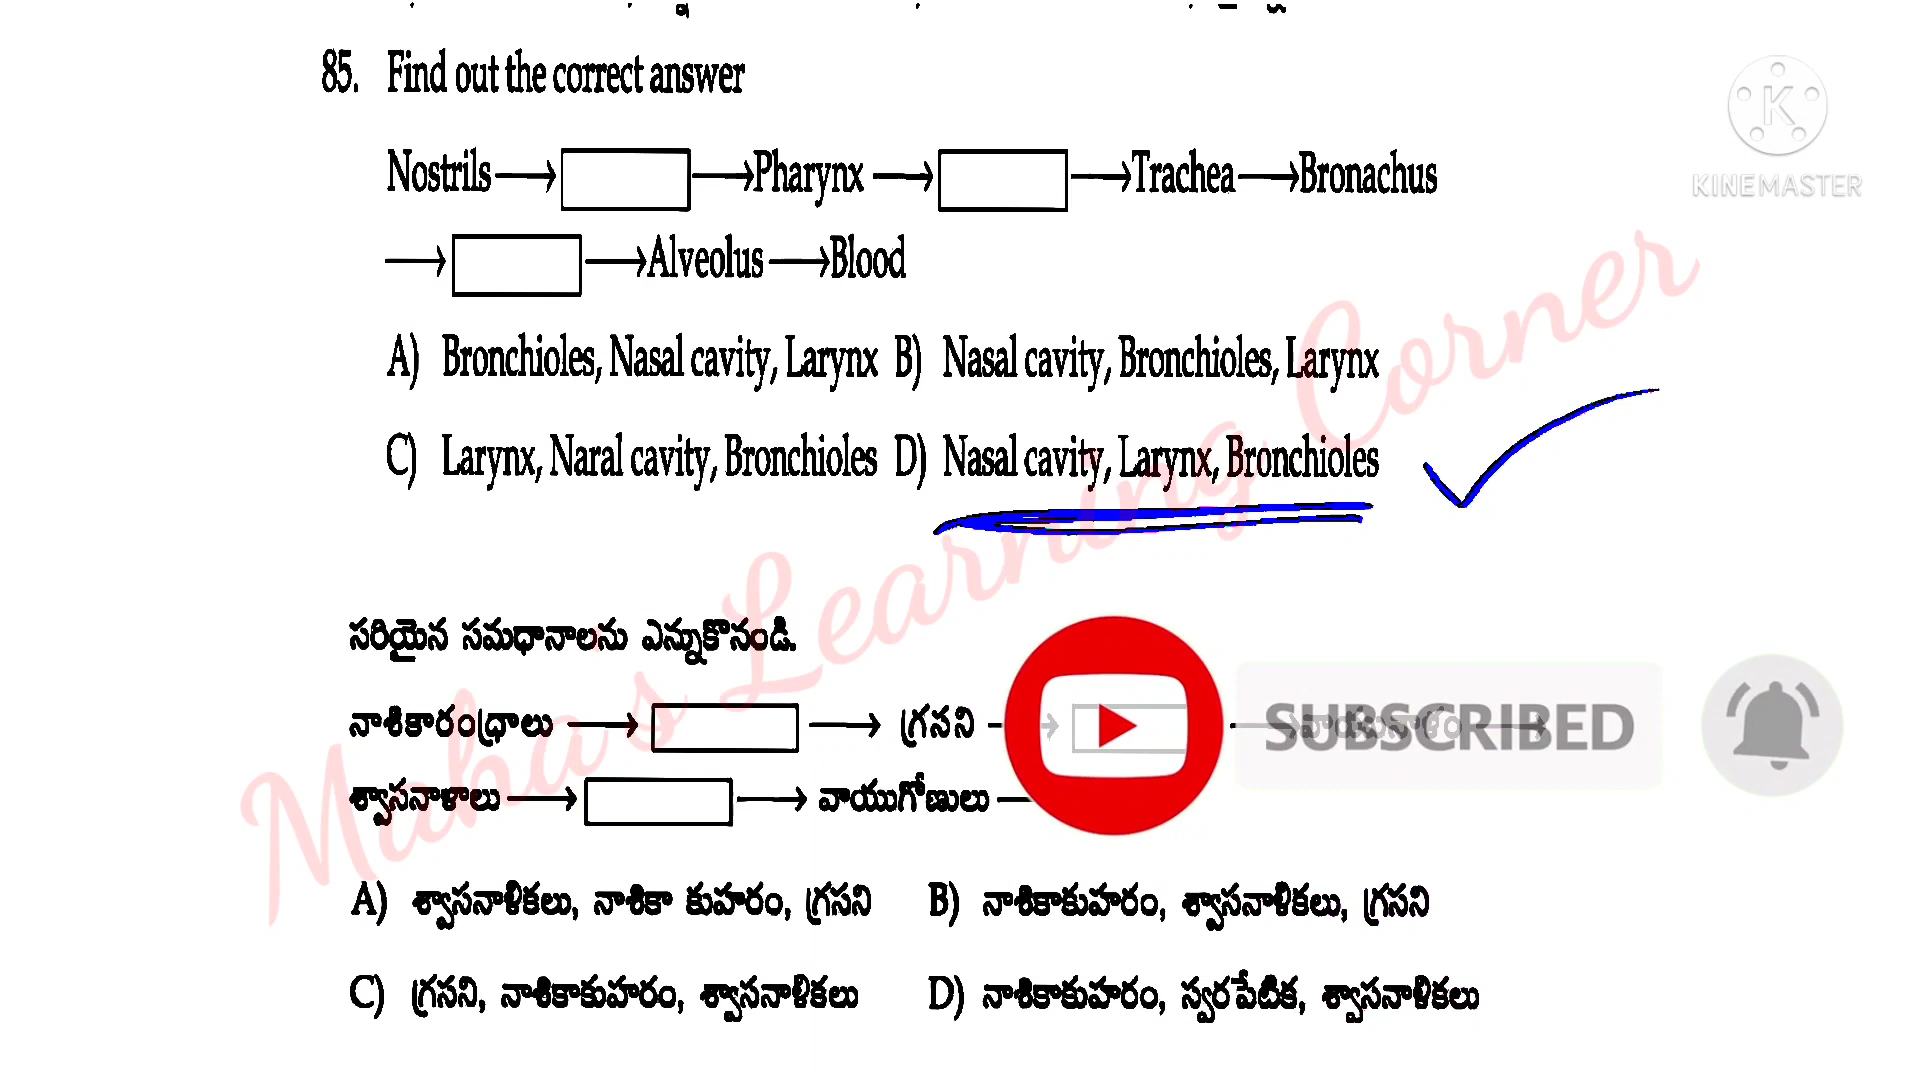 85. Find out the correct answer
Nostrils → → Pharynx → → Trachea → Bronachus
→ → Alveolus → Blood
A) Bronchioles, Nasal cavity, Larynx B) Nasal cavity, Bronchioles, Larynx
C) Larynx, Naral cavity, Bronchioles D) Nasal cavity, Larynx, Bronchioles
సరియైన సమధానాలను ఎన్నుకొనండి.
నాశికారంధ్రాలు → → గ్రసని → → →
శ్వాసనాళాలు → → వాయుగోణులు
A) శ్వాసనాళికలు, నాశికా కుహరం, గ్రసని B) నాశికాకుహరం, శ్వాసనాళికలు, గ్రసని
C) గ్రసని, నాశికాకుహరం, శ్వాసనాళికలు D) నాశికాకుహరం, స్వరపేటిక, శ్వాసనాళికలు
KINEMASTER
Maha's Learning Corner
SUBSCRIBED